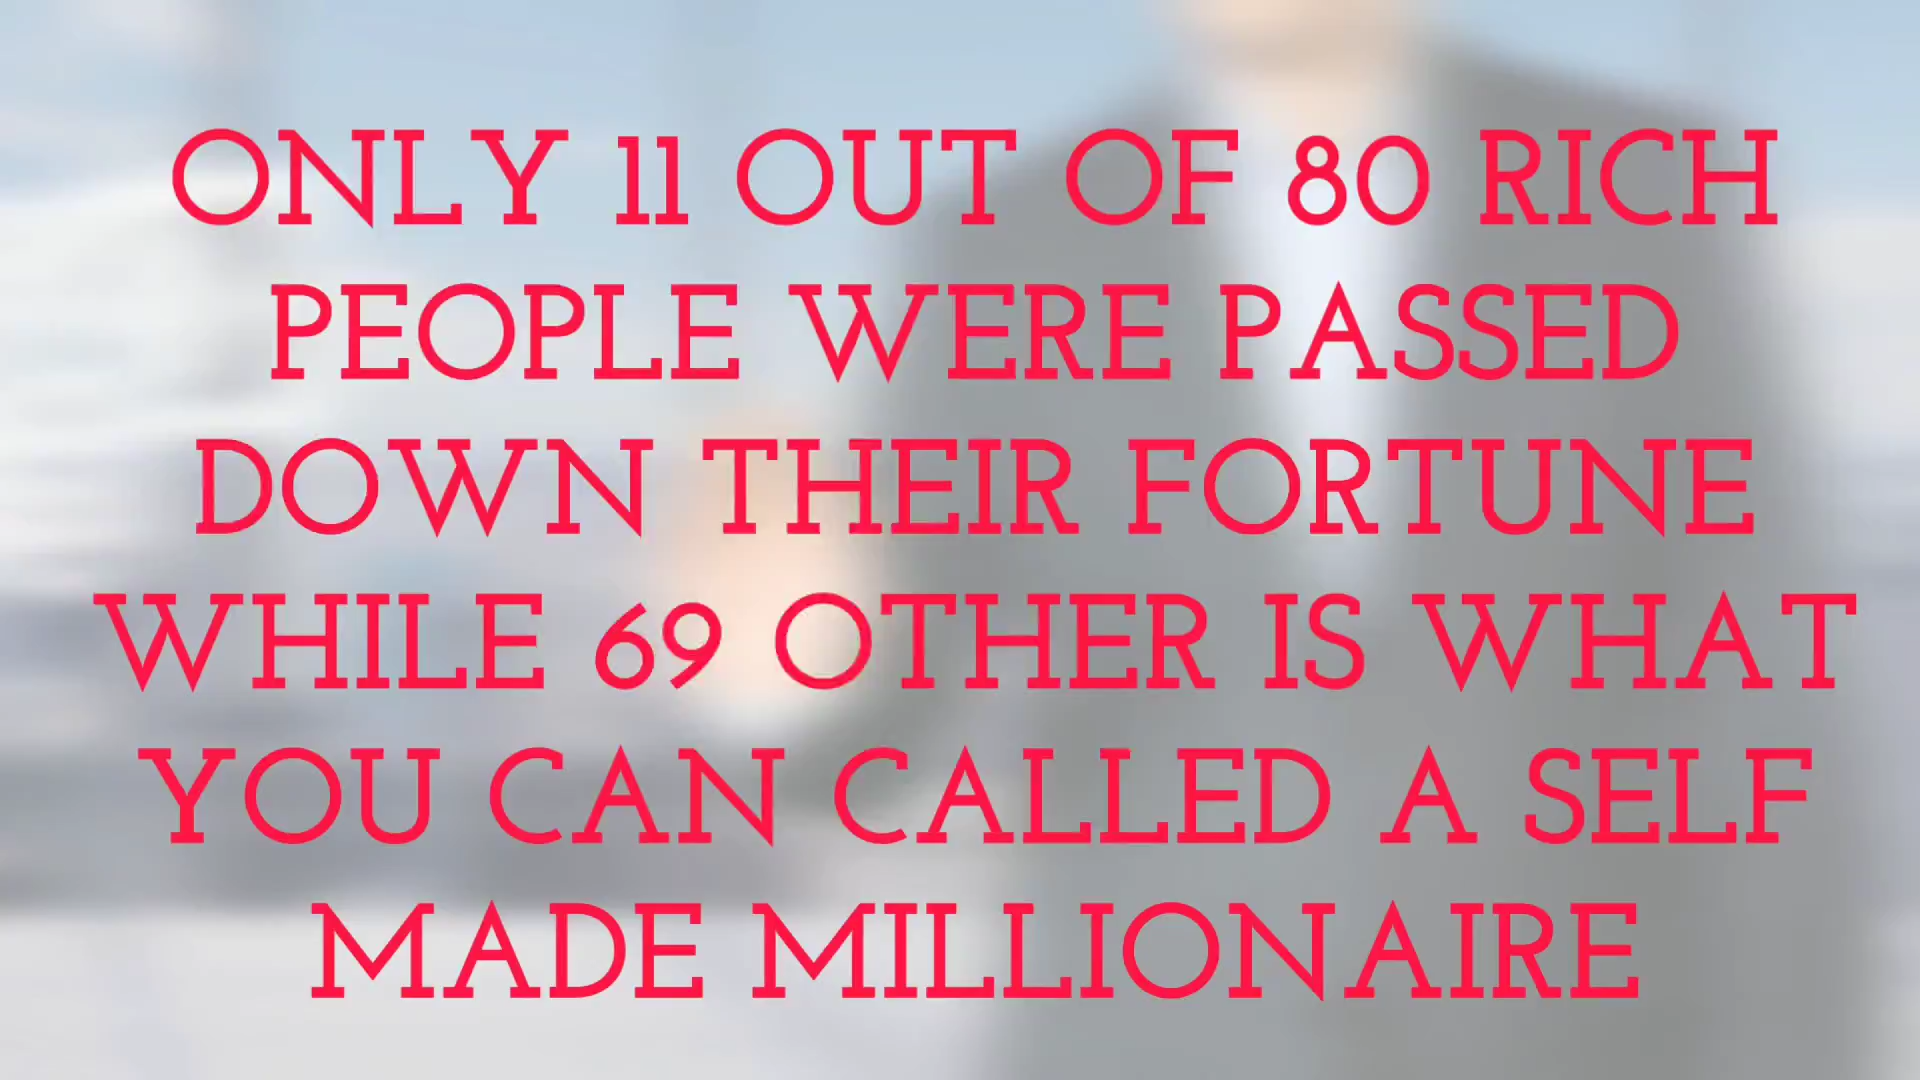 ONLY 11 OUT OF 80 RICH
PEOPLE WERE PASSED
DOWN THEIR FORTUNE
WHILE 69 OTHER IS WHAT
YOU CAN CALLED A SELF
MADE MILLIONAIRE